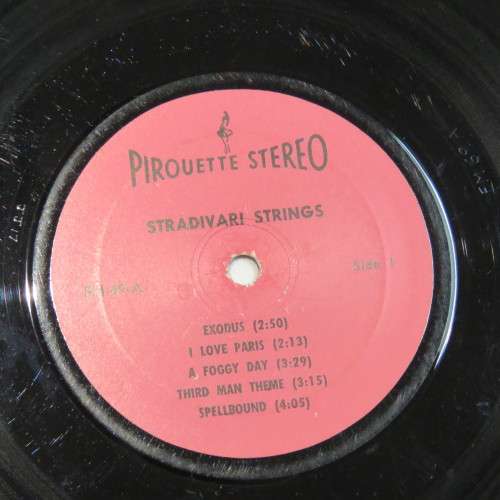 PIROUETTE STEREO
STRADIVARI STRINGS
Side 1
EXODUS (2:50)
I LOVE PARIS (2:13)
A FOGGY DAY (3:29)
THIRD MAN THEME (3:15)
SPELLBOUND (4:05)